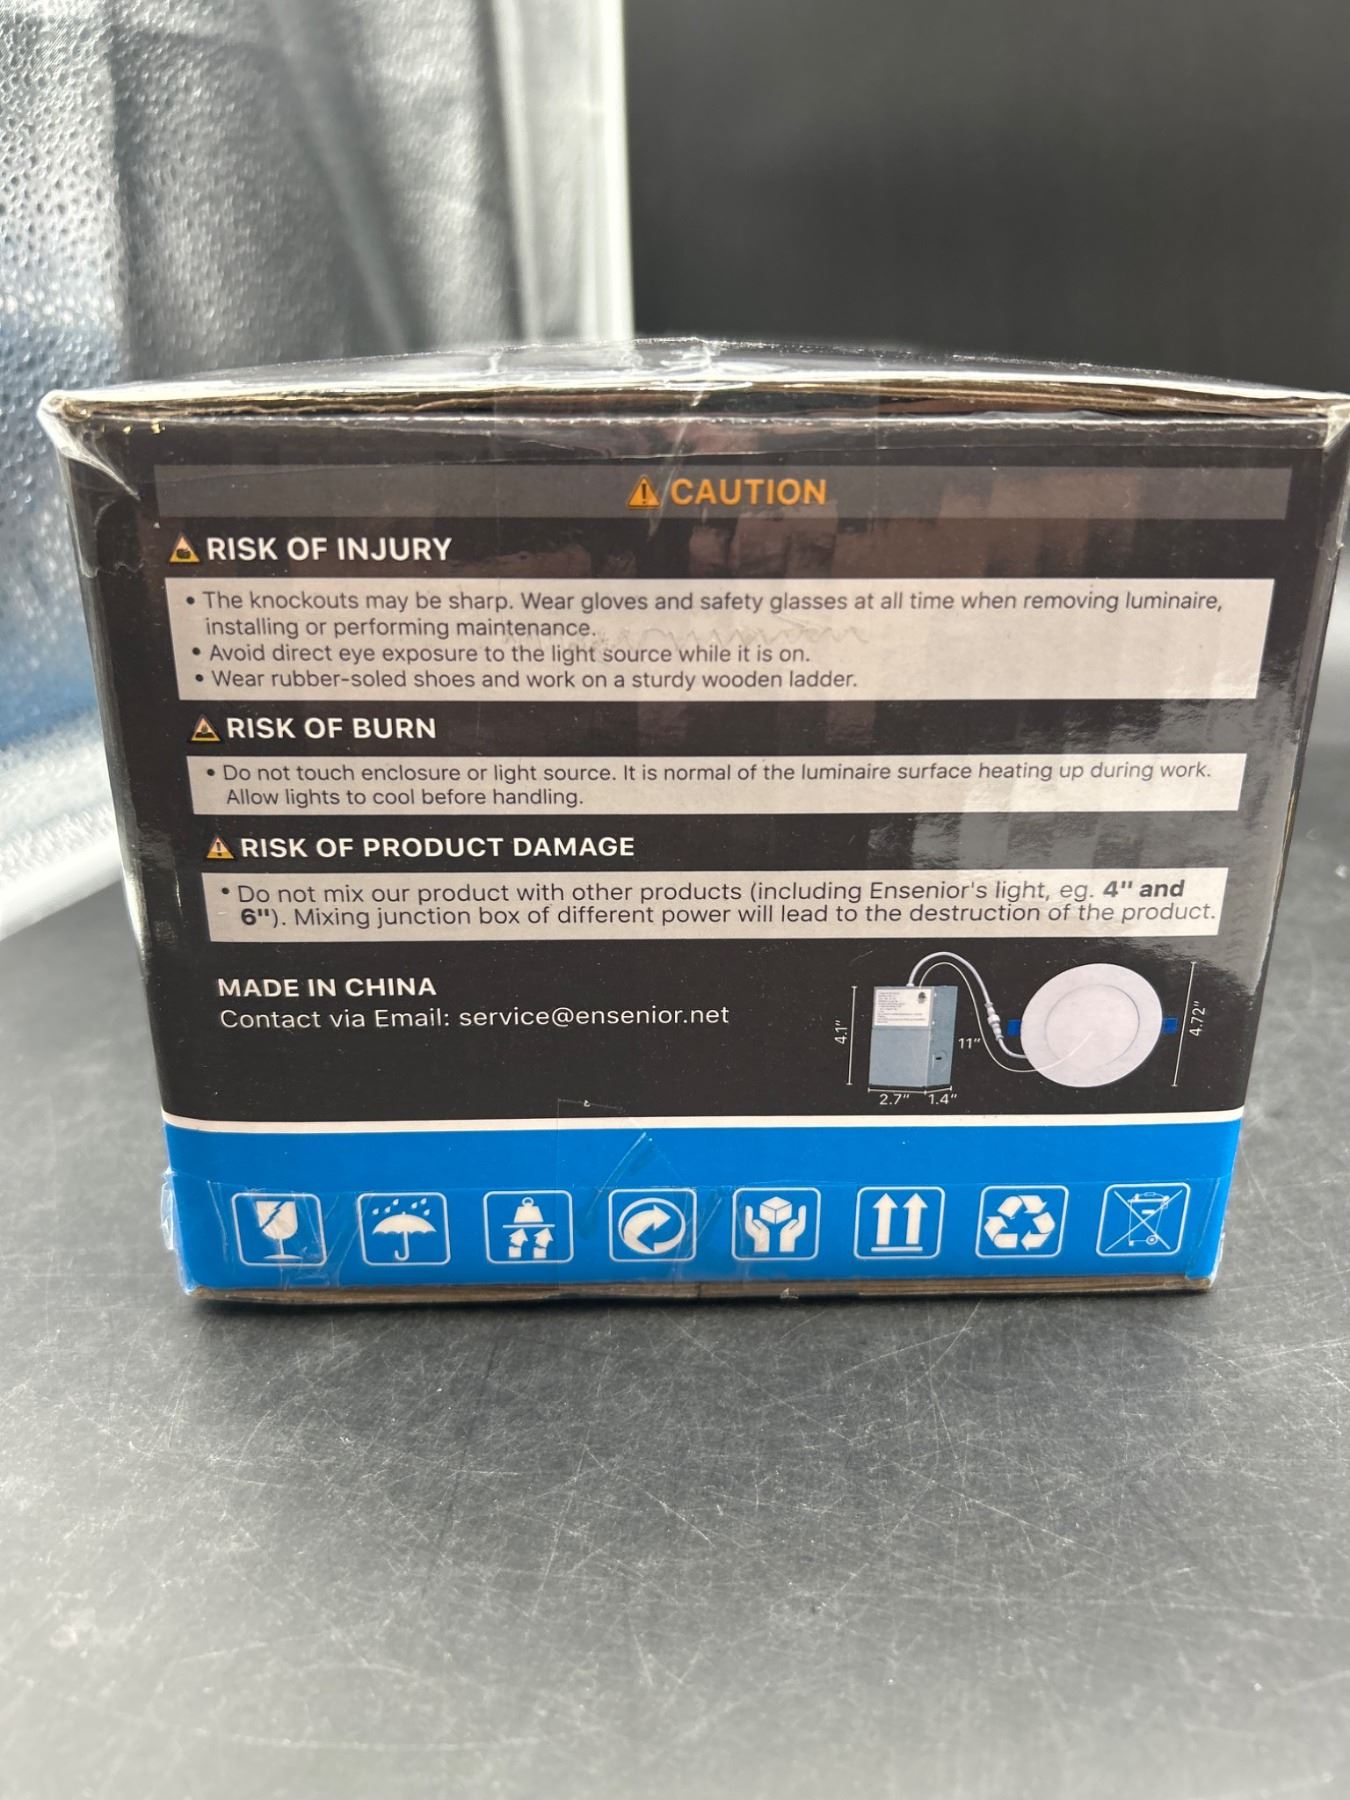 CAUTION
RISK OF INJURY
• The knockouts may be sharp. Wear gloves and safety glasses at all time when removing luminaire,
installing or performing maintenance.
• Avoid direct eye exposure to the light source while it is on.
• Wear rubber-soled shoes and work on a sturdy wooden ladder.
RISK OF BURN
• Do not touch enclosure or light source. It is normal of the luminaire surface heating up during work.
Allow lights to cool before handling.
RISK OF PRODUCT DAMAGE
• Do not mix our product with other products (including Ensenior's light, eg. 4" and
6"). Mixing junction box of different power will lead to the destruction of the product.
MADE IN CHINA
Contact via Email: service@ensenior.net
4.1"
11"
4.72"
2.7" 1.4"